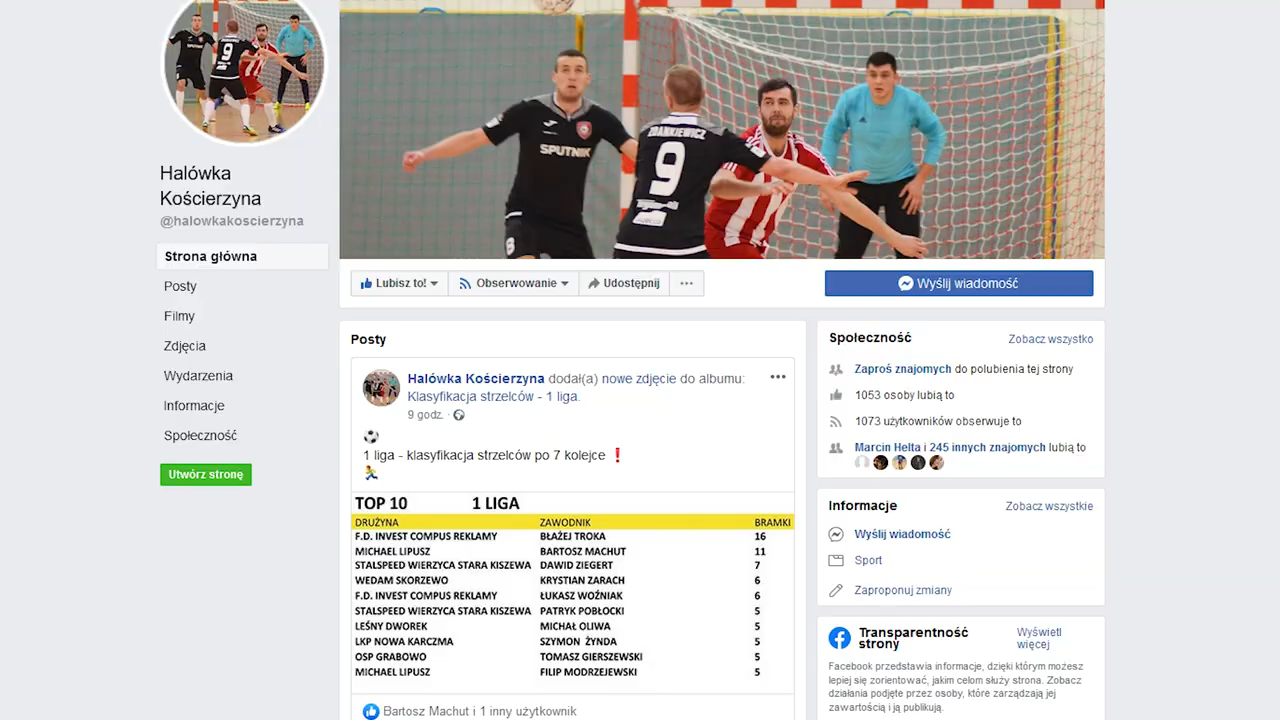 9
SPUTNIK
ZDANKIEWICZ
9
Halówka
Kościerzyna
@halowkakoscierzyna
Strona główna
Posty
Filmy
Zdjęcia
Wydarzenia
Informacje
Społeczność
Utwórz stronę
Lubisz to!
Obserwowanie
Udostępnij
Wyślij wiadomość
Posty
Halówka Kościerzyna dodał(a) nowe zdjęcie do albumu:
Klasyfikacja strzelców - 1 liga.
9 godz.
1 liga - klasyfikacja strzelców po 7 kolejce ❗
TOP 10 1 LIGA
DRUŻYNA ZAWODNIK BRAMKI
F.D. INVEST COMPUS REKLAMY BŁAŻEJ TROKA 16
MICHAEL LIPUSZ BARTOSZ MACHUT 11
STALSPEED WIERZYCA STARA KISZEWA DAWID ZIEGERT 7
WEDAM SKORZEWO KRYSTIAN ZARACH 6
F.D. INVEST COMPUS REKLAMY ŁUKASZ WOŹNIAK 6
STALSPEED WIERZYCA STARA KISZEWA PATRYK POBŁOCKI 5
LEŚNY DWOREK MICHAŁ OLIWA 5
LKP NOWA KARCZMA SZYMON ŻYNDA 5
OSP GRABOWO TOMASZ GIERSZEWSKI 5
MICHAEL LIPUSZ FILIP MODRZEJEWSKI 5
Bartosz Machut i 1 inny użytkownik
Społeczność Zobacz wszystko
Zaproś znajomych do polubienia tej strony
1053 osoby lubią to
1073 użytkowników obserwuje to
Marcin Helta i 245 innych znajomych lubią to
Informacje Zobacz wszystkie
Wyślij wiadomość
Sport
Zaproponuj zmiany
Transparentność Wyświetl
strony więcej
Facebook przedstawia informacje, dzięki którym możesz
lepiej się zorientować, jakim celom służy strona. Zobacz
działania podjęte przez osoby, które zarządzają jej
zawartością i ją publikują.